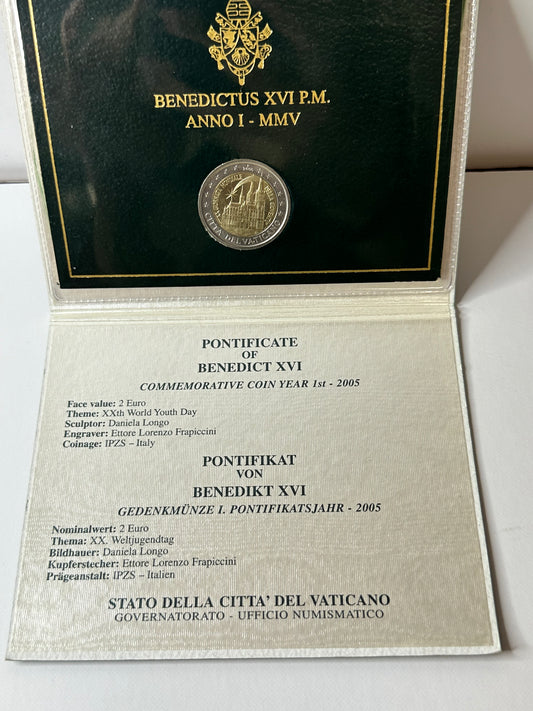 BENEDICTUS XVI P.M.
ANNO I - MMV
CITTÀ DEL VATICANO
PONTIFICATE
OF
BENEDICT XVI
COMMEMORATIVE COIN YEAR 1st - 2005
Face value: 2 Euro
Theme: XXth World Youth Day
Sculptor: Daniela Longo
Engraver: Ettore Lorenzo Frapiccini
Coinage: IPZS – Italy
PONTIFIKAT
VON
BENEDIKT XVI
GEDENKMÜNZE I. PONTIFIKATSJAHR - 2005
Nominalwert: 2 Euro
Thema: XX. Weltjugendtag
Bildhauer: Daniela Longo
Kupferstecher: Ettore Lorenzo Frapiccini
Prägeanstalt: IPZS – Italien
STATO DELLA CITTA' DEL VATICANO
GOVERNATORATO - UFFICIO NUMISMATICO